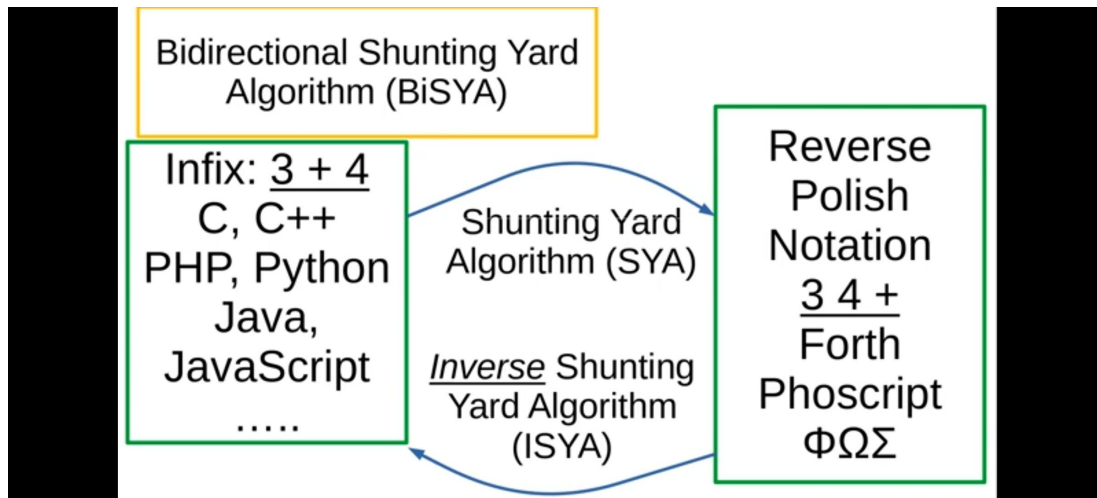 Bidirectional Shunting Yard
Algorithm (BiSYA)
Infix: 3 + 4
C, C++
PHP, Python
Java,
JavaScript
.....
Shunting Yard
Algorithm (SYA)
Inverse Shunting
Yard Algorithm
(ISYA)
Reverse
Polish
Notation
3 4 +
Forth
Phoscript
ΦΩΣ